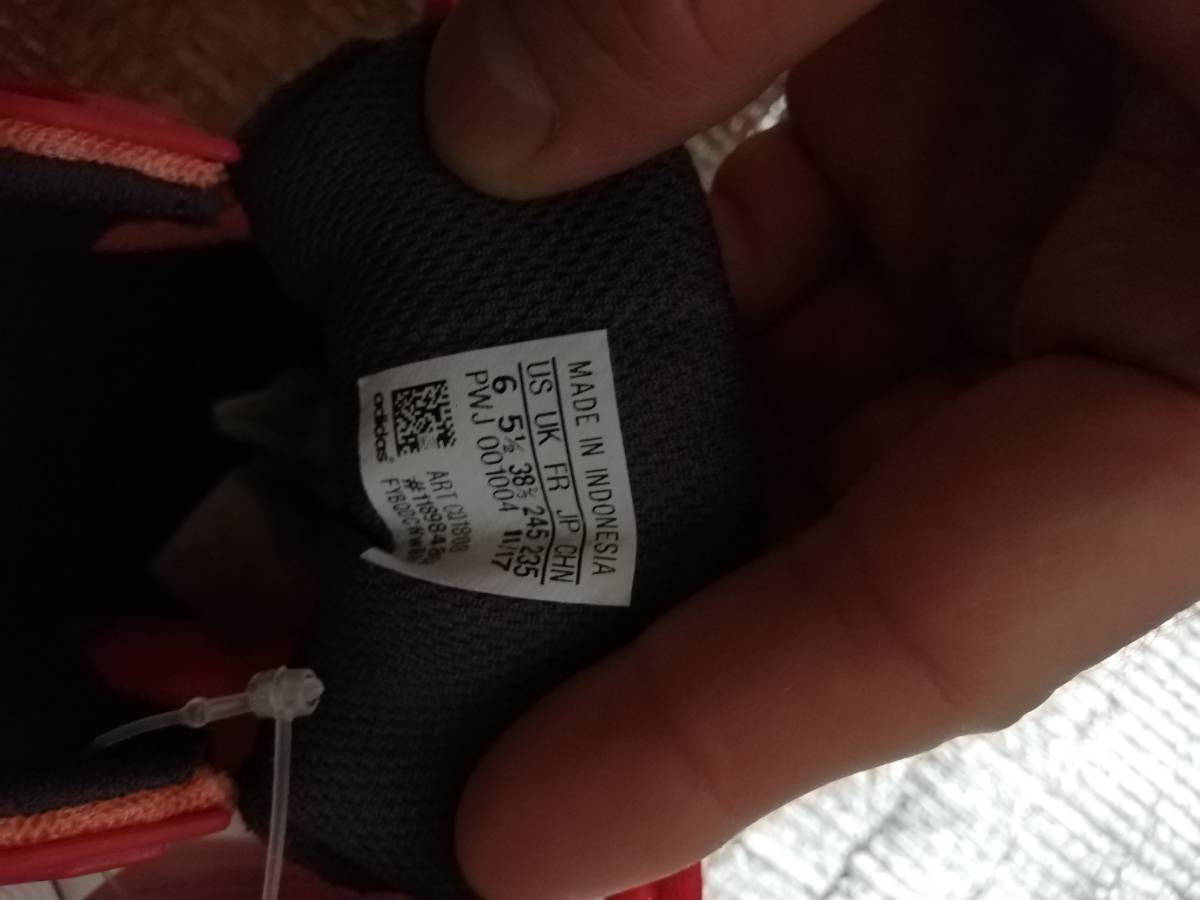 MADE IN INDONESIA
US UK FR JP CHN
6 5½ 38⅔ 245 235
PWJ 001004 11/17
ART CQ1808
adidas